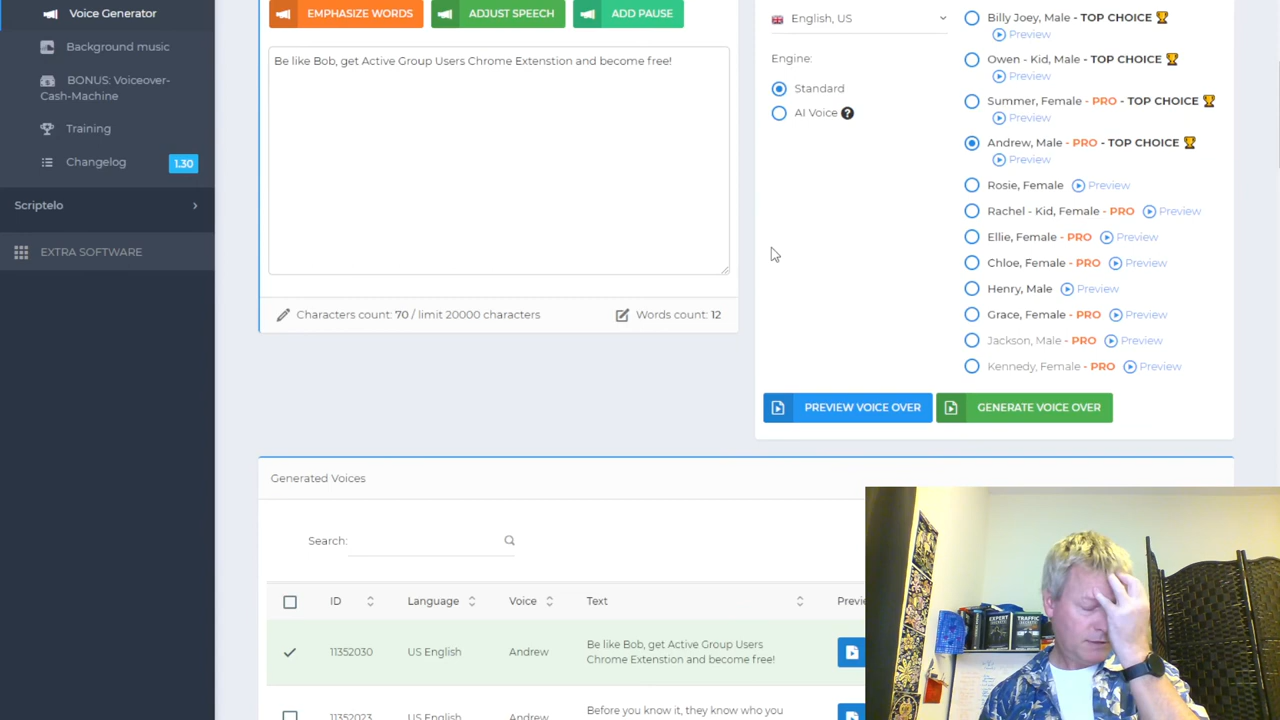 Voice Generator
Background music
BONUS: Voiceover-
Cash-Machine
Training
Changelog
1.30
Scriptelo
EXTRA SOFTWARE
EMPHASIZE WORDS
ADJUST SPEECH
ADD PAUSE
Be like Bob, get Active Group Users Chrome Extenstion and become free!
Characters count: 70 / limit 20000 characters
Words count: 12
English, US
Engine:
Standard
AI Voice ?
Billy Joey, Male - TOP CHOICE
Preview
Owen - Kid, Male - TOP CHOICE
Preview
Summer, Female - PRO - TOP CHOICE
Preview
Andrew, Male - PRO - TOP CHOICE
Preview
Rosie, Female Preview
Rachel - Kid, Female - PRO Preview
Ellie, Female - PRO Preview
Chloe, Female - PRO Preview
Henry, Male Preview
Grace, Female - PRO Preview
Jackson, Male - PRO Preview
Kennedy, Female - PRO Preview
PREVIEW VOICE OVER
GENERATE VOICE OVER
Generated Voices
Search:
ID Language Voice Text Previe
11352030 US English Andrew Be like Bob, get Active Group Users
Chrome Extenstion and become free!
11352023 US English Andrew Before you know it, they know who you
EXPERT
TRAFFIC